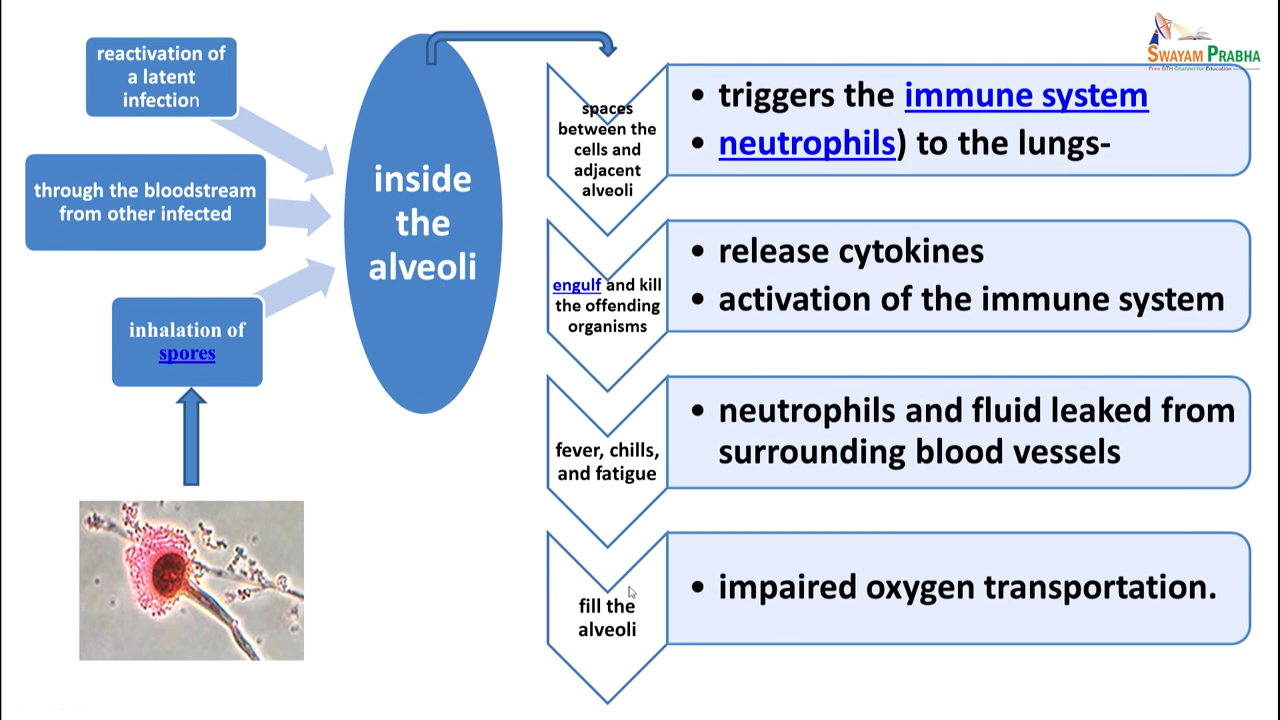 reactivation of
a latent
infection
through the bloodstream
from other infected
inhalation of
spores
inside
the
alveoli
spaces
between the
cells and
adjacent
alveoli
• triggers the immune system
• neutrophils) to the lungs-
engulf and kill
the offending
organisms
• release cytokines
• activation of the immune system
fever, chills,
and fatigue
• neutrophils and fluid leaked from
surrounding blood vessels
fill the
alveoli
• impaired oxygen transportation.
SWAYAM PRABHA
Free DTH Channel for Education